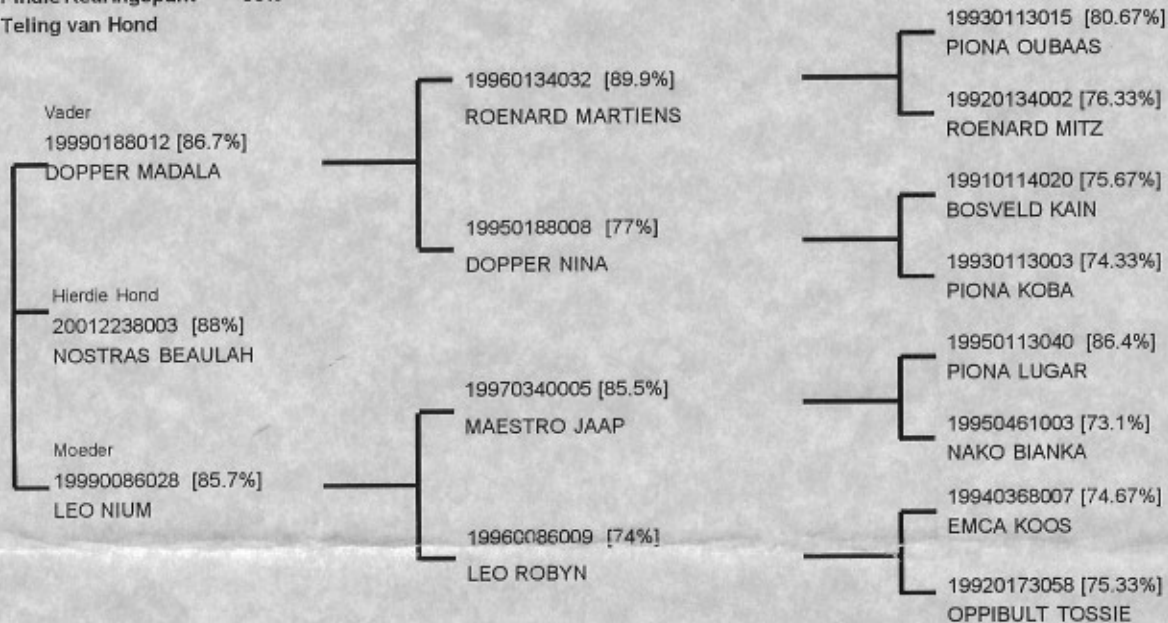 Teling van Hond
Vader
19990188012 [86.7%]
DOPPER MADALA
Hierdie Hond
20012238003 [88%]
NOSTRAS BEAULAH
Moeder
19990086028 [85.7%]
LEO NIUM
19960134032 [89.9%]
ROENARD MARTIENS
19950188008 [77%]
DOPPER NINA
19970340005 [85.5%]
MAESTRO JAAP
19960086009 [74%]
LEO ROBYN
19930113015 [80.67%]
PIONA OUBAAS
19920134002 [76.33%]
ROENARD MITZ
19910114020 [75.67%]
BOSVELD KAIN
19930113003 [74.33%]
PIONA KOBA
19950113040 [86.4%]
PIONA LUGAR
19950461003 [73.1%]
NAKO BIANKA
19940368007 [74.67%]
EMCA KOOS
19920173058 [75.33%]
OPPIBULT TOSSIE